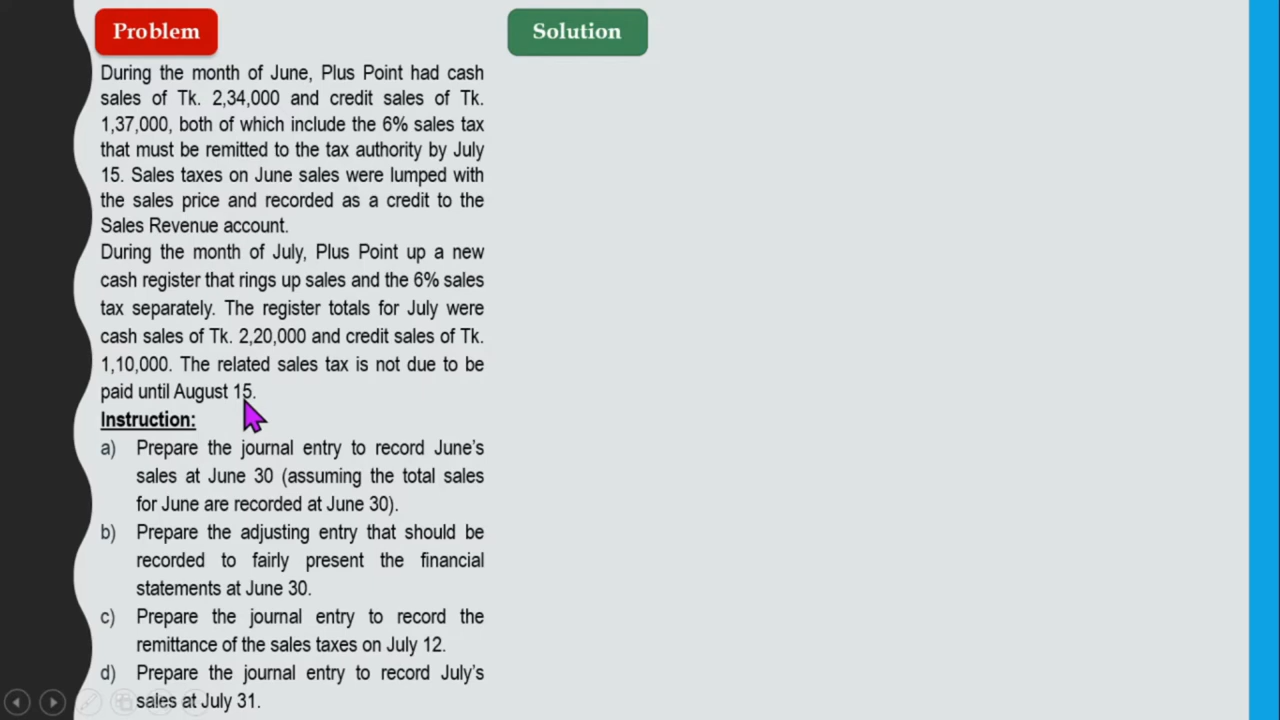 Problem
During the month of June, Plus Point had cash
sales of Tk. 2,34,000 and credit sales of Tk.
1,37,000, both of which include the 6% sales tax
that must be remitted to the tax authority by July
15. Sales taxes on June sales were lumped with
the sales price and recorded as a credit to the
Sales Revenue account.
During the month of July, Plus Point up a new
cash register that rings up sales and the 6% sales
tax separately. The register totals for July were
cash sales of Tk. 2,20,000 and credit sales of Tk.
1,10,000. The related sales tax is not due to be
paid until August 15.
Instruction:
a) Prepare the journal entry to record June's
sales at June 30 (assuming the total sales
for June are recorded at June 30).
b) Prepare the adjusting entry that should be
recorded to fairly present the financial
statements at June 30.
c) Prepare the journal entry to record the
remittance of the sales taxes on July 12.
d) Prepare the journal entry to record July's
sales at July 31.
Solution